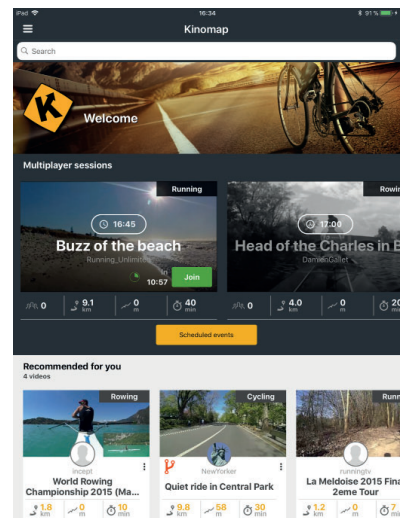 iPad 16:34 91 %
Kinomap
Search
K
Welcome
Multiplayer sessions
Running
16:45
Buzz of the beach
Running_Unlimited
in
10:57
Join
0 9.1 km 0 m 40 min
Rowin
17:00
Head of the Charles in B
DamienGallet
0 4.0 km 0 m 20 min
Scheduled events
Recommended for you
4 videos
Rowing
incept
World Rowing
Championship 2015 (Ma...
1.8 km 0 m 10 min
Cycling
NewYorker
Quiet ride in Central Park
9.8 km 58 m 30 min
Runn
runningtv
La Meldoise 2015 Fina
2eme Tour
1.2 km 0 m 7 min